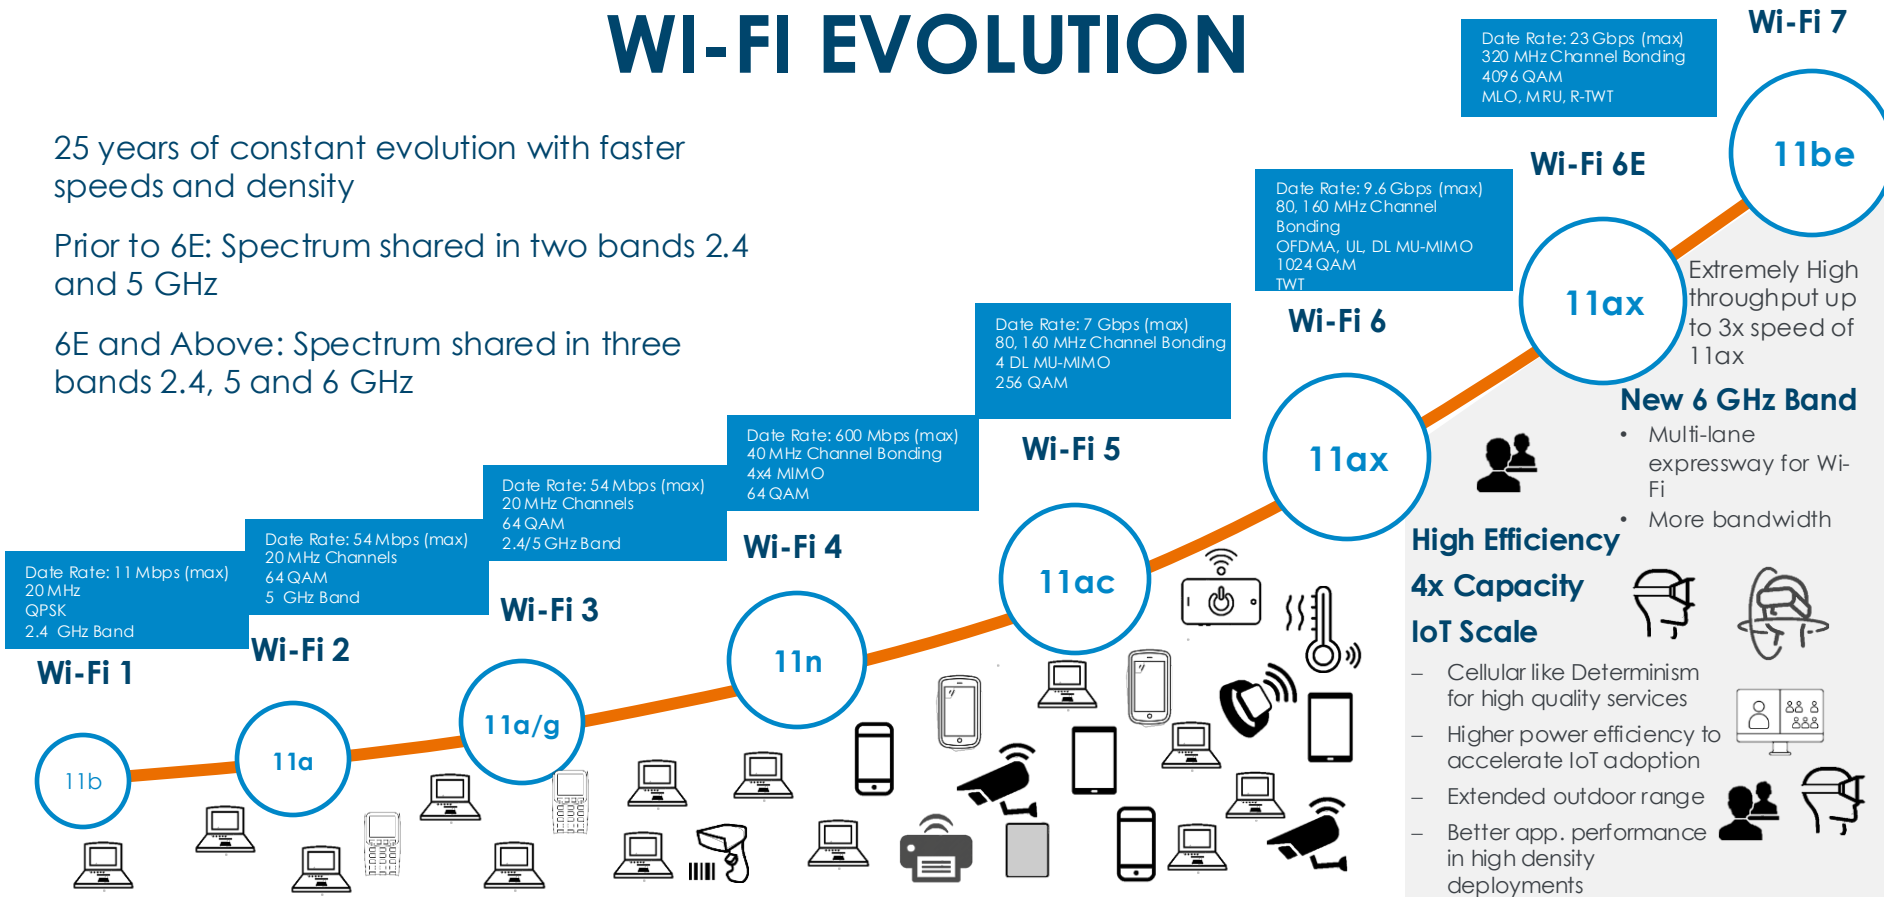 WI-FI EVOLUTION
25 years of constant evolution with faster
speeds and density
Prior to 6E: Spectrum shared in two bands 2.4
and 5 GHz
6E and Above: Spectrum shared in three
bands 2.4, 5 and 6 GHz
Date Rate: 11 Mbps (max)
20 MHz
QPSK
2.4 GHz Band
Wi-Fi 1
11b
Date Rate: 54 Mbps (max)
20 MHz Channels
64 QAM
5 GHz Band
Wi-Fi 2
11a
Date Rate: 54 Mbps (max)
20 MHz Channels
64 QAM
2.4/5 GHz Band
Wi-Fi 3
11a/g
Date Rate: 600 Mbps (max)
40 MHz Channel Bonding
4x4 MIMO
64 QAM
Wi-Fi 4
11n
Date Rate: 7 Gbps (max)
80, 160 MHz Channel Bonding
4 DL MU-MIMO
256 QAM
Wi-Fi 5
11ac
Date Rate: 9.6 Gbps (max)
80, 160 MHz Channel
Bonding
OFDMA, UL, DL MU-MIMO
1024 QAM
TWT
Wi-Fi 6
11ax
Wi-Fi 6E
11ax
Date Rate: 23 Gbps (max)
320 MHz Channel Bonding
4096 QAM
MLO, MRU, R-TWT
Wi-Fi 7
11be
Extremely High
throughput up
to 3x speed of
11ax
New 6 GHz Band
• Multi-lane
expressway for Wi-
Fi
• More bandwidth
High Efficiency
4x Capacity
IoT Scale
– Cellular like Determinism
for high quality services
– Higher power efficiency to
accelerate IoT adoption
– Extended outdoor range
– Better app. performance
in high density
deployments